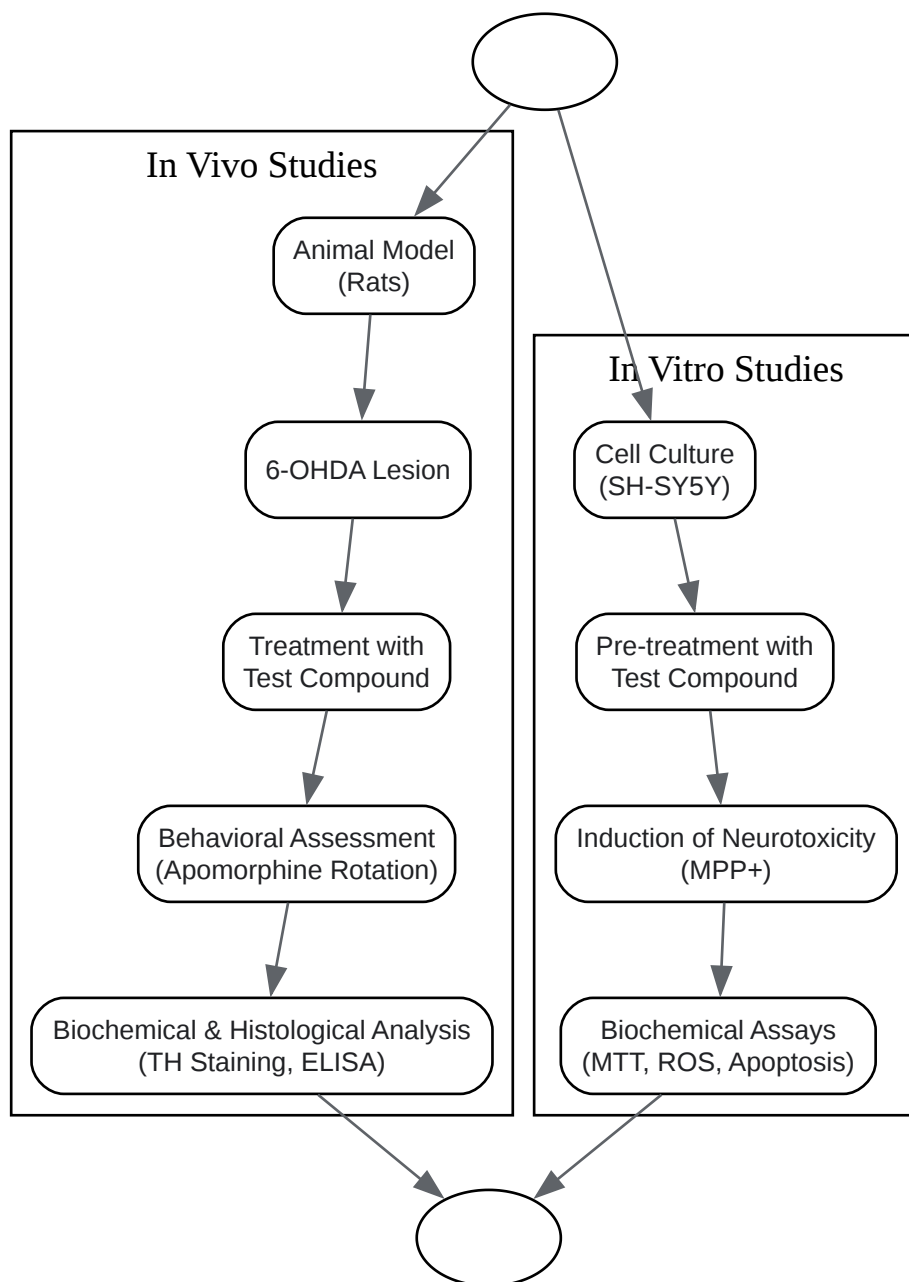 In Vivo Studies
Animal Model
(Rats)
6-OHDA Lesion
Treatment with
Test Compound
Behavioral Assessment
(Apomorphine Rotation)
Biochemical & Histological Analysis
(TH Staining, ELISA)
In Vitro Studies
Cell Culture
(SH-SY5Y)
Pre-treatment with
Test Compound
Induction of Neurotoxicity
(MPP+)
Biochemical Assays
(MTT, ROS, Apoptosis)